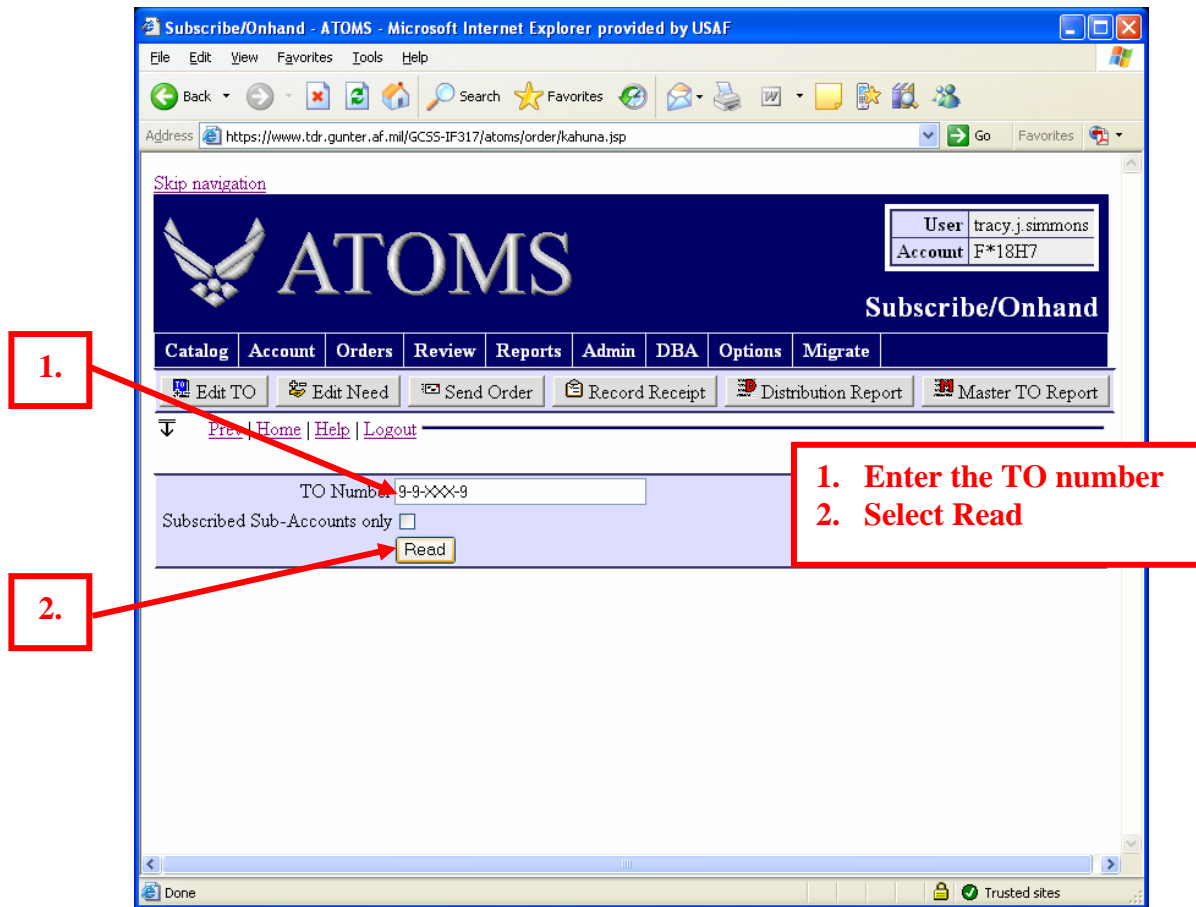 Subscribe/Onhand - ATOMS - Microsoft Internet Explorer provided by USAF
File Edit View Favorites Tools Help
Back Search Favorites
Address https://www.tdr.gunter.af.mil/GCSS-IF317/atoms/order/kahuna.jsp Go Favorites
Skip navigation
ATOMS
User tracy.j.simmons
Account F*18H7
Subscribe/Onhand
Catalog Account Orders Review Reports Admin DBA Options Migrate
Edit TO Edit Need Send Order Record Receipt Distribution Report Master TO Report
Prev | Home | Help | Logout
1.
1. Enter the TO number
2. Select Read
TO Number 9-9-XXX-9
Subscribed Sub-Accounts only
Read
2.
Done Trusted sites